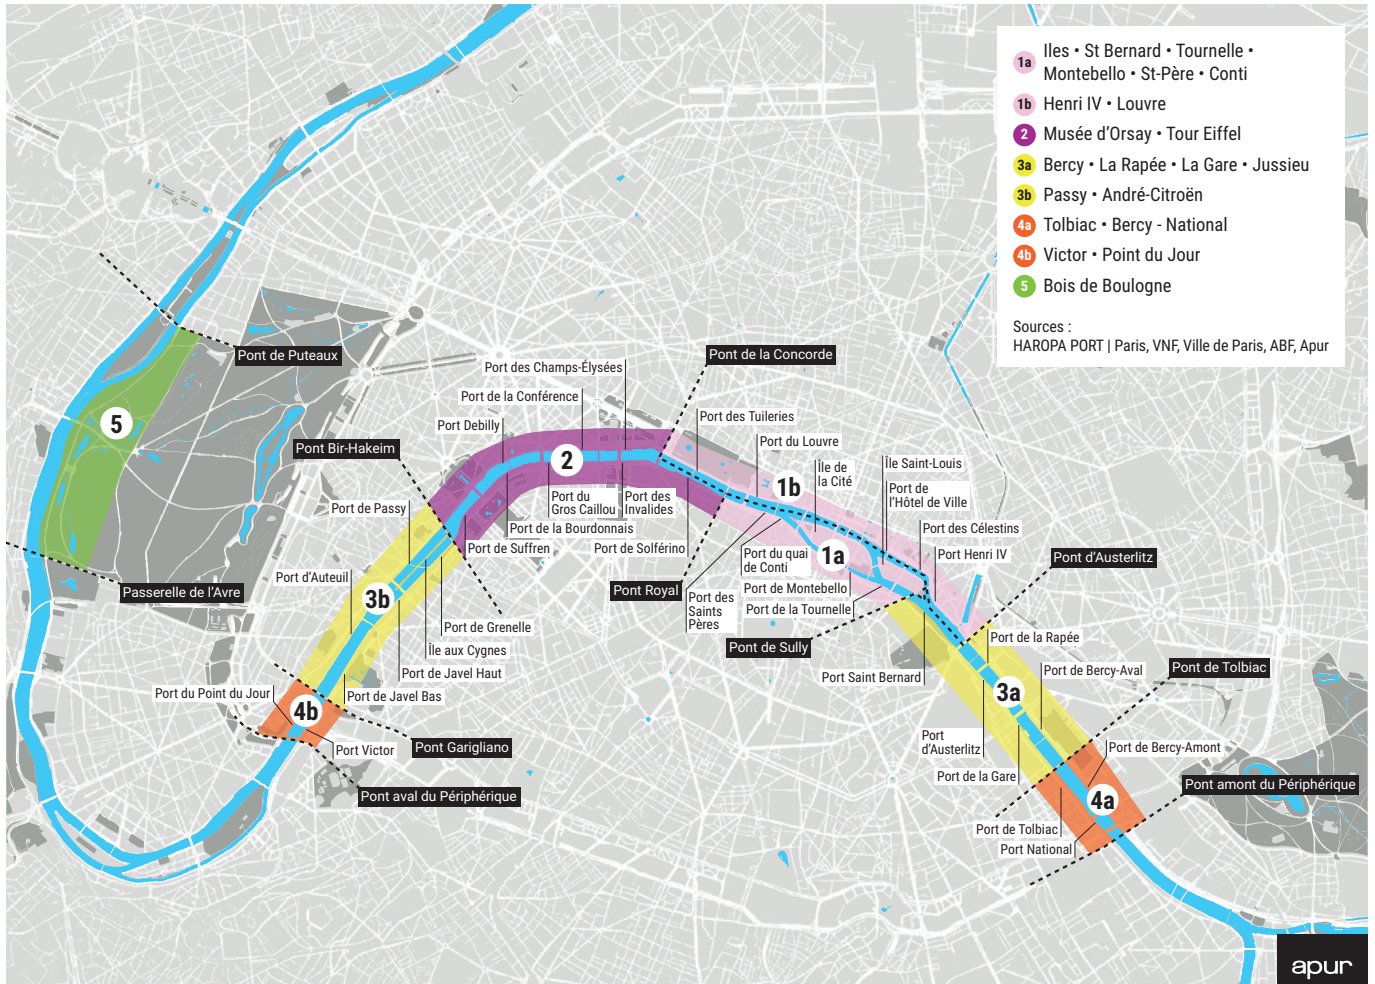 1a Iles • St Bernard • Tournelle •
Montebello • St-Père • Conti
1b Henri IV • Louvre
2 Musée d'Orsay • Tour Eiffel
3a Bercy • La Rapée • La Gare • Jussieu
3b Passy • André-Citroën
4a Tolbiac • Bercy - National
4b Victor • Point du Jour
5 Bois de Boulogne
Sources :
HAROPA PORT | Paris, VNF, Ville de Paris, ABF, Apur
Pont de Puteaux
Pont de la Concorde
Port des Champs-Élysées
Port de la Conférence
Port Debilly
Port des Tuileries
Port du Louvre
5
Pont Bir-Hakeim
2
Île de
la Cité
Île Saint-Louis
1b
Port de
l'Hôtel de Ville
Port du
Gros Caillou
Port des
Invalides
Port de Passy
Port de la Bourdonnais
Port des Célestins
Port de Suffren
Port de Solférino
Port du quai
de Conti
1a
Port Henri IV
Pont d'Austerlitz
Port d'Auteuil
Passerelle de l'Avre
Pont Royal
Port des
Saints
Pères
Port de Montebello
Port de la Tournelle
3b
Port de Grenelle
Île aux Cygnes
Pont de Sully
Port de la Rapée
Port de Javel Haut
Port Saint Bernard
Port de Bercy-Aval
Pont de Tolbiac
Port du Point du Jour
Port de Javel Bas
3a
4b
Port Victor
Pont Garigliano
Port
d'Austerlitz
Port de Bercy-Amont
Port de la Gare
Pont amont du Périphérique
Pont aval du Périphérique
4a
Port de Tolbiac
Port National
apur